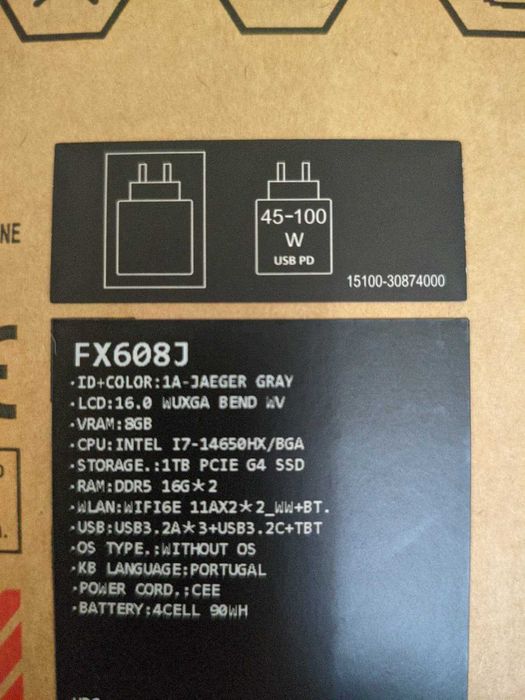 NE
45-100
W
USB PD
15100-30874000
FX608J
·ID+COLOR:1A-JAEGER GRAY
·LCD:16.0 WUXGA BEND WV
·VRAM:8GB
·CPU:INTEL I7-14650HX/BGA
·STORAGE.:1TB PCIE G4 SSD
·RAM:DDR5 16G*2
·WLAN:WIFI6E 11AX2*2_WW+BT.
·USB:USB3.2A*3+USB3.2C+TBT
·OS TYPE.:WITHOUT OS
·KB LANGUAGE:PORTUGAL
·POWER CORD.:CEE
·BATTERY:4CELL 90WH